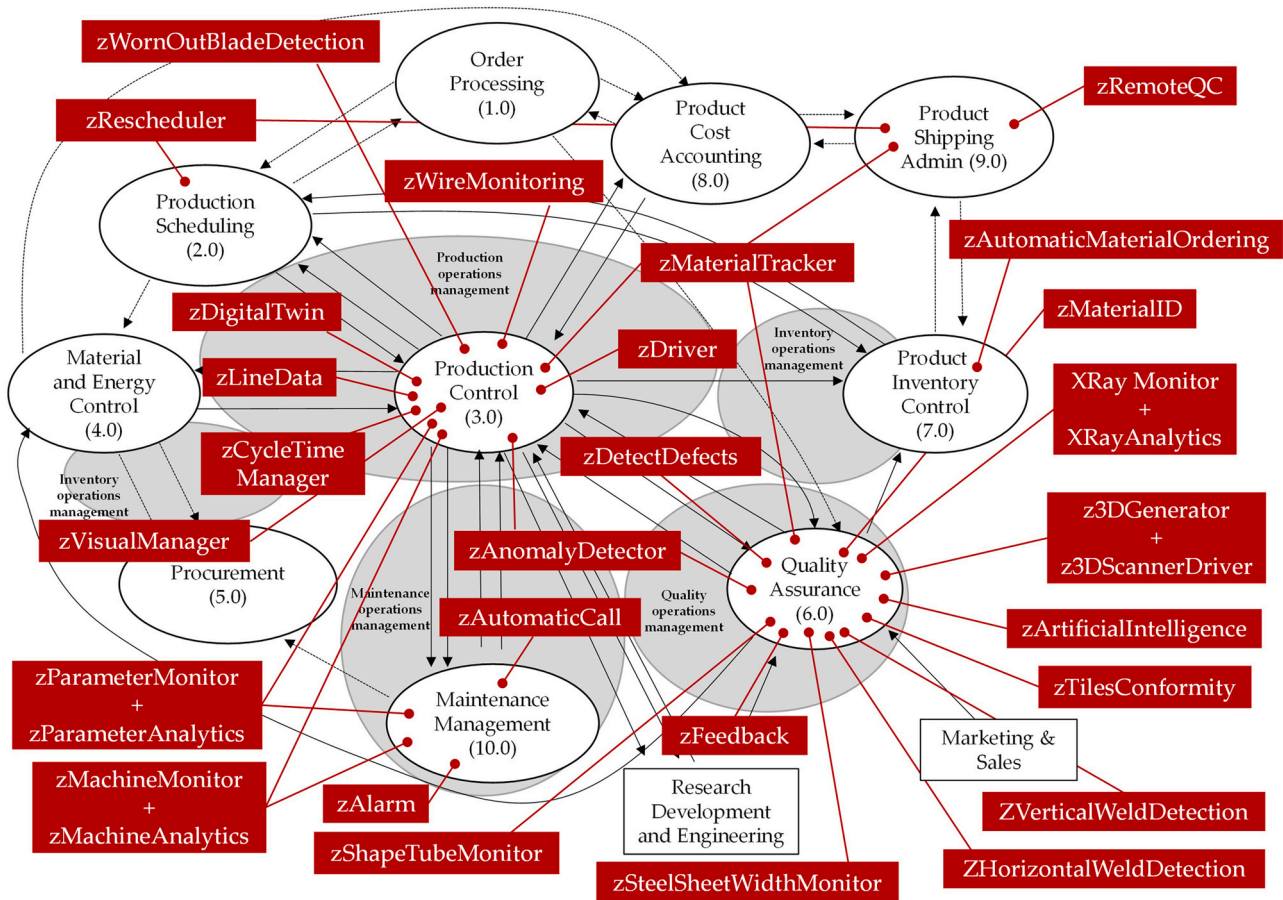 zWornOutBladeDetection
Order
Processing
(1.0)
zRescheduler
Product
Cost
Accounting
(8.0)
Product
Shipping
Admin (9.0)
zRemoteQC
Production
Scheduling
(2.0)
zWireMonitoring
Production
operations
management
zMaterialTracker
zAutomaticMaterialOrdering
zDigitalTwin
zMaterialID
Material
and Energy
Control
(4.0)
zLineData
Production
Control
(3.0)
zDriver
Inventory
operations
management
Product
Inventory
Control
(7.0)
XRay Monitor
+
XRayAnalytics
zCycleTime
Manager
zDetectDefects
Inventory
operations
management
zVisualManager
zAnomalyDetector
z3DGenerator
+
z3DScannerDriver
Procurement
(5.0)
Maintenance
operations
management
zAutomaticCall
Quality
operations
management
Quality
Assurance
(6.0)
zArtificialIntelligence
zParameterMonitor
+
zParameterAnalytics
Maintenance
Management
(10.0)
zFeedback
zTilesConformity
Marketing &
Sales
zMachineMonitor
+
zMachineAnalytics
zAlarm
Research
Development
and Engineering
ZVerticalWeldDetection
zShapeTubeMonitor
zSteelSheetWidthMonitor
ZHorizontalWeldDetection